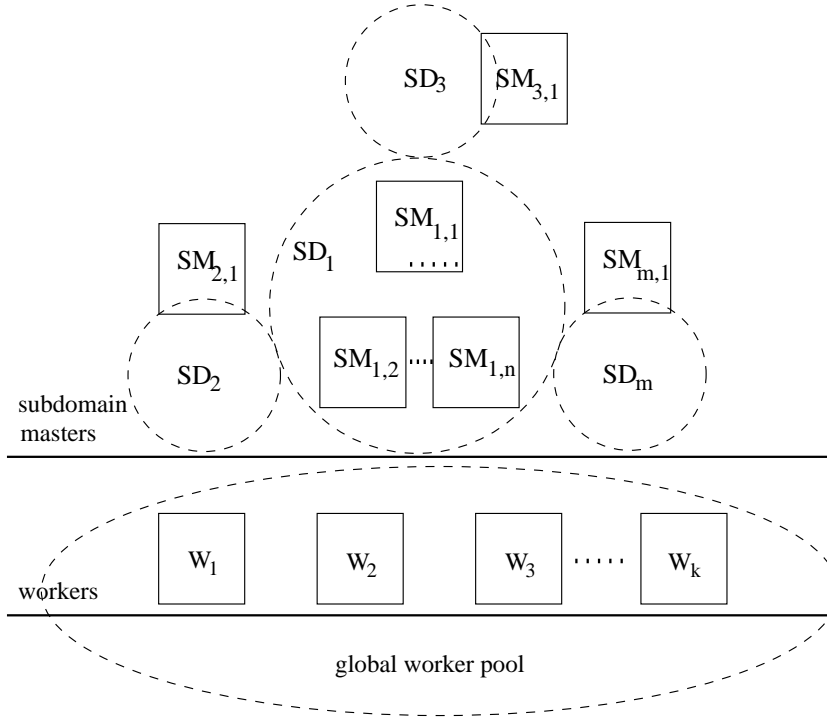 SD₃
SM₃,₁
SM₁,₁
SD₁
SM₂,₁
SMₘ,₁
SM₁,₂ ..... SM₁,ₙ
SD₂
SDₘ
subdomain
masters
W₁ W₂ W₃ ..... Wₖ
workers
global worker pool